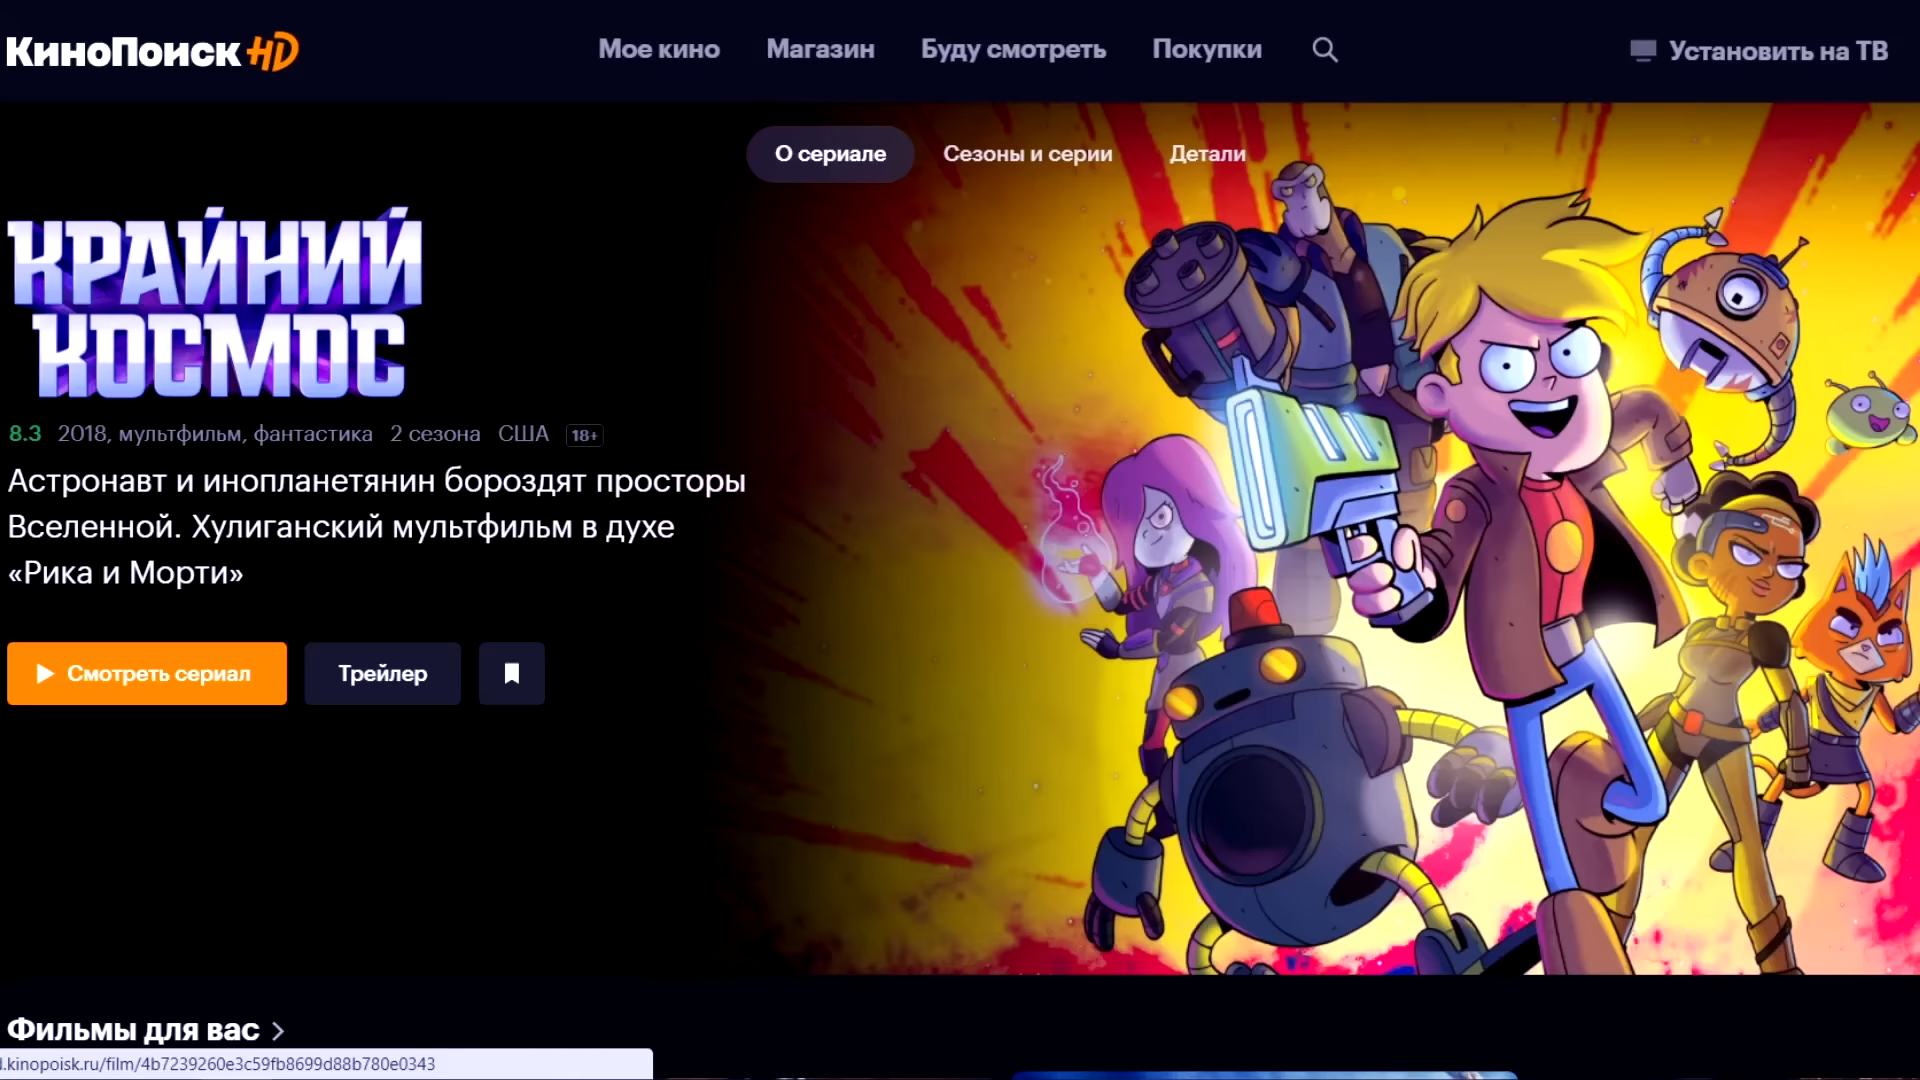 КиноПоиск HD
Мое кино
Магазин
Буду смотреть
Покупки
Установить на ТВ
О сериале
Сезоны и серии
Детали
КРАЙНИЙ
КОСМОС
8.3 2018, мультфильм, фантастика 2 сезона США 18+
Астронавт и инопланетянин бороздят просторы
Вселенной. Хулиганский мультфильм в духе
«Рика и Морти»
Смотреть сериал
Трейлер
Фильмы для вас
.kinopoisk.ru/film/4b7239260e3c59fb8699d88b780e0343